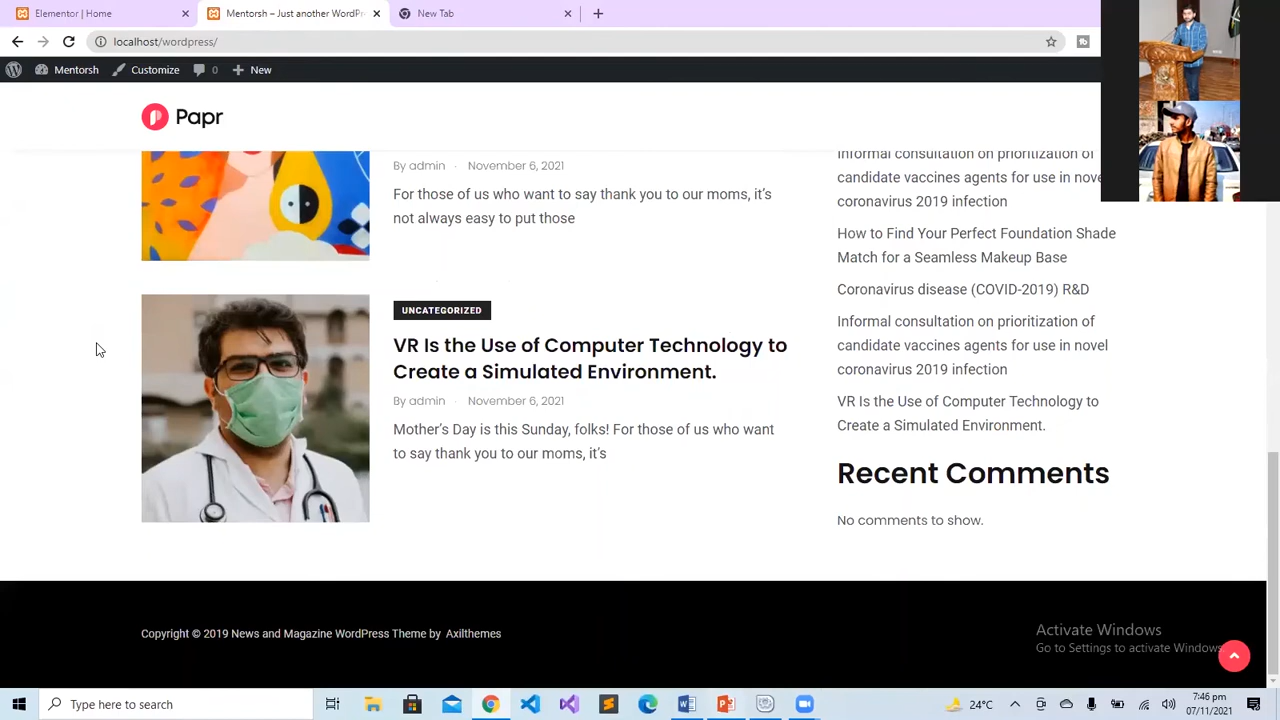 Elementor | Home
Mentorsh – Just another WordPr
New Tab
localhost/wordpress/
Mentorsh
Customize
0
New
Papr
By admin
November 6, 2021
For those of us who want to say thank you to our moms, it's
not always easy to put those
UNCATEGORIZED
VR Is the Use of Computer Technology to
Create a Simulated Environment.
By admin
November 6, 2021
Mother's Day is this Sunday, folks! For those of us who want
to say thank you to our moms, it's
Informal consultation on prioritization of
candidate vaccines agents for use in nove
coronavirus 2019 infection
How to Find Your Perfect Foundation Shade
Match for a Seamless Makeup Base
Coronavirus disease (COVID-2019) R&D
Informal consultation on prioritization of
candidate vaccines agents for use in novel
coronavirus 2019 infection
VR Is the Use of Computer Technology to
Create a Simulated Environment.
Recent Comments
No comments to show.
Copyright © 2019 News and Magazine WordPress Theme by Axilthemes
Activate Windows
Go to Settings to activate Windows.
Type here to search
24°C
7:46 pm
07/11/2021